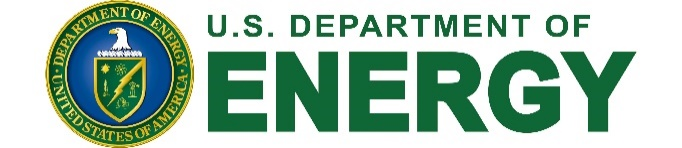 DEPARTMENT OF ENERGY
UNITED STATES OF AMERICA
U.S. DEPARTMENT OF
ENERGY